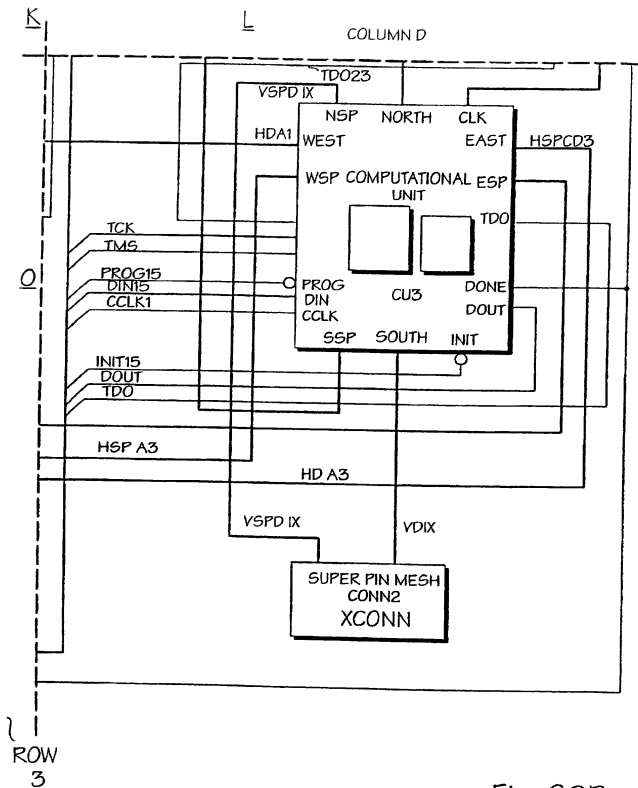 K
L
COLUMN D
TDO23
VSPD IX
NSP NORTH CLK
HDA1 WEST EAST HSPCD3
WSP COMPUTATIONAL UNIT ESP
TDO
TCK
TMS
O
PROG15 PROG
DIN15 DIN CU3 DONE
CCLK1 CCLK DOUT
SSP SOUTH INIT
INIT15
DOUT
TDO
HSP A3
HD A3
VSPD IX VDIX
SUPER PIN MESH
CONN2
XCONN
ROW
3